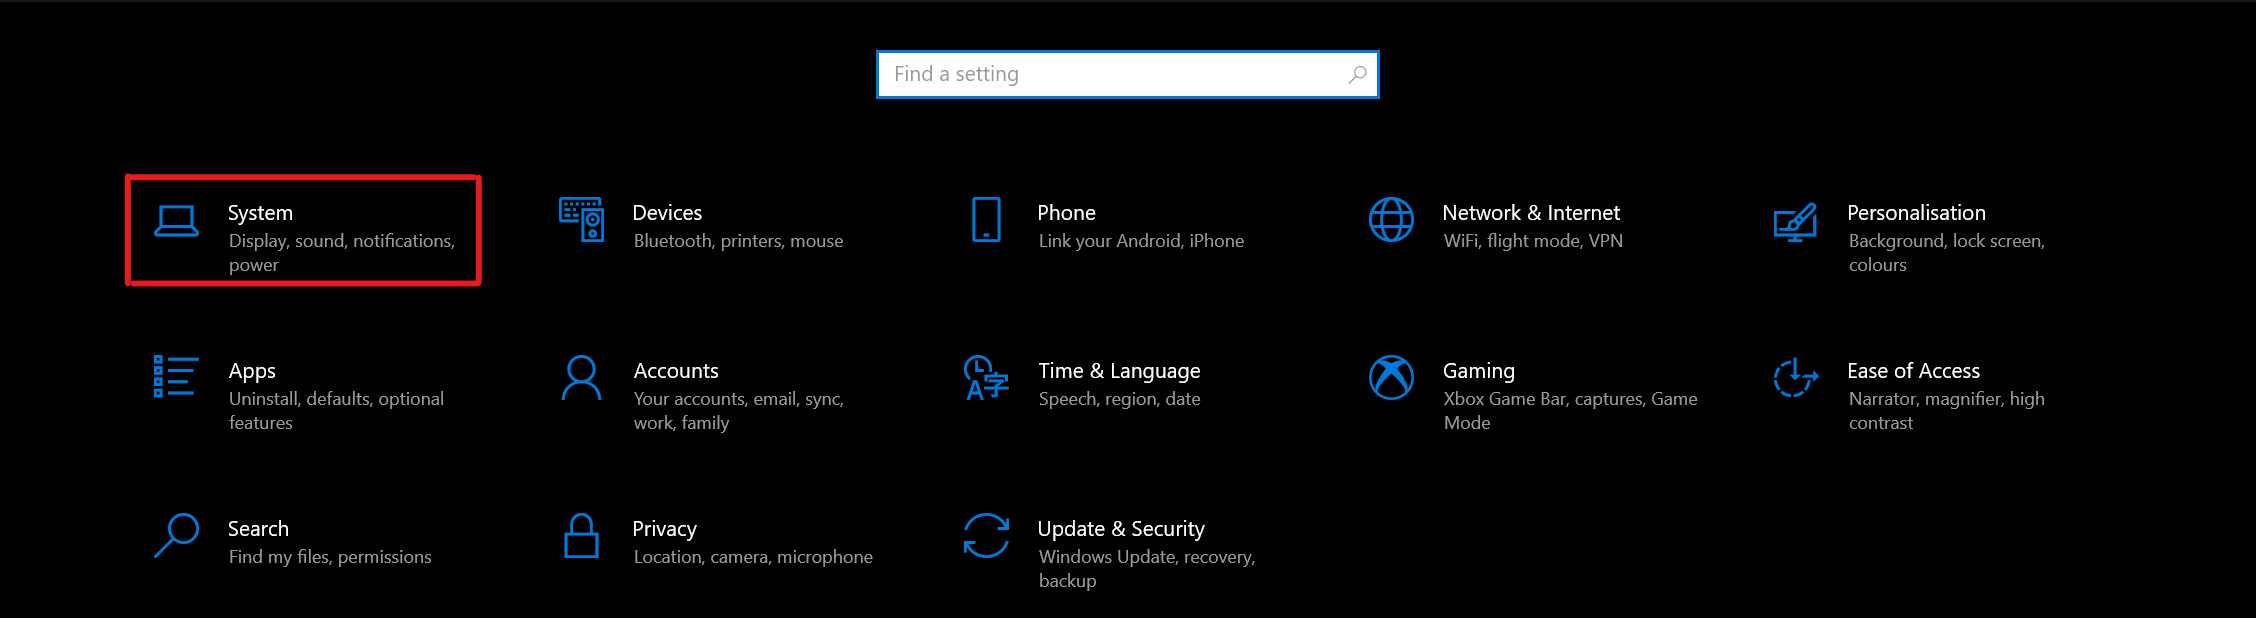 Find a setting
System
Display, sound, notifications,
power
Devices
Bluetooth, printers, mouse
Phone
Link your Android, iPhone
Network & Internet
WiFi, flight mode, VPN
Personalisation
Background, lock screen,
colours
Apps
Uninstall, defaults, optional
features
Accounts
Your accounts, email, sync,
work, family
Time & Language
Speech, region, date
Gaming
Xbox Game Bar, captures, Game
Mode
Ease of Access
Narrator, magnifier, high
contrast
Search
Find my files, permissions
Privacy
Location, camera, microphone
Update & Security
Windows Update, recovery,
backup